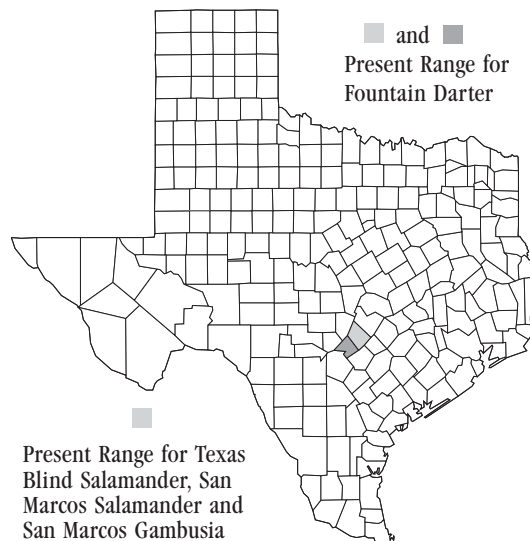 and
Present Range for
Fountain Darter
Present Range for Texas
Blind Salamander, San
Marcos Salamander and
San Marcos Gambusia